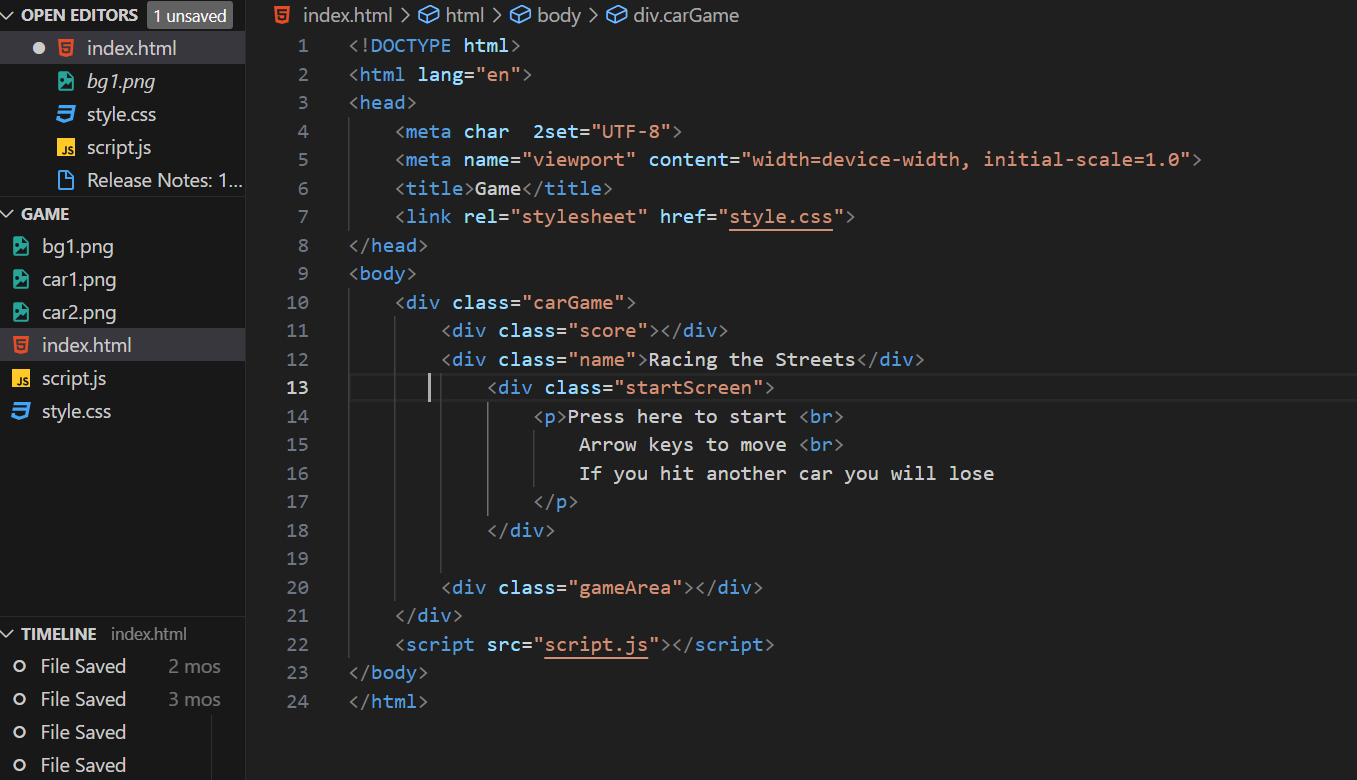 OPEN EDITORS 1 unsaved
index.html
bg1.png
style.css
JS script.js
Release Notes: 1...
GAME
bg1.png
car1.png
car2.png
index.html
JS script.js
style.css
TIMELINE index.html
File Saved 2 mos
File Saved 3 mos
File Saved
File Saved
index.html > html > body > div.carGame
1 <!DOCTYPE html>
2 <html lang="en">
3 <head>
4     <meta char  2set="UTF-8">
5     <meta name="viewport" content="width=device-width, initial-scale=1.0">
6     <title>Game</title>
7     <link rel="stylesheet" href="style.css">
8 </head>
9 <body>
10     <div class="carGame">
11         <div class="score"></div>
12         <div class="name">Racing the Streets</div>
13             <div class="startScreen">
14                 <p>Press here to start <br>
15                     Arrow keys to move <br>
16                     If you hit another car you will lose
17                 </p>
18             </div>
19
20         <div class="gameArea"></div>
21     </div>
22     <script src="script.js"></script>
23 </body>
24 </html>